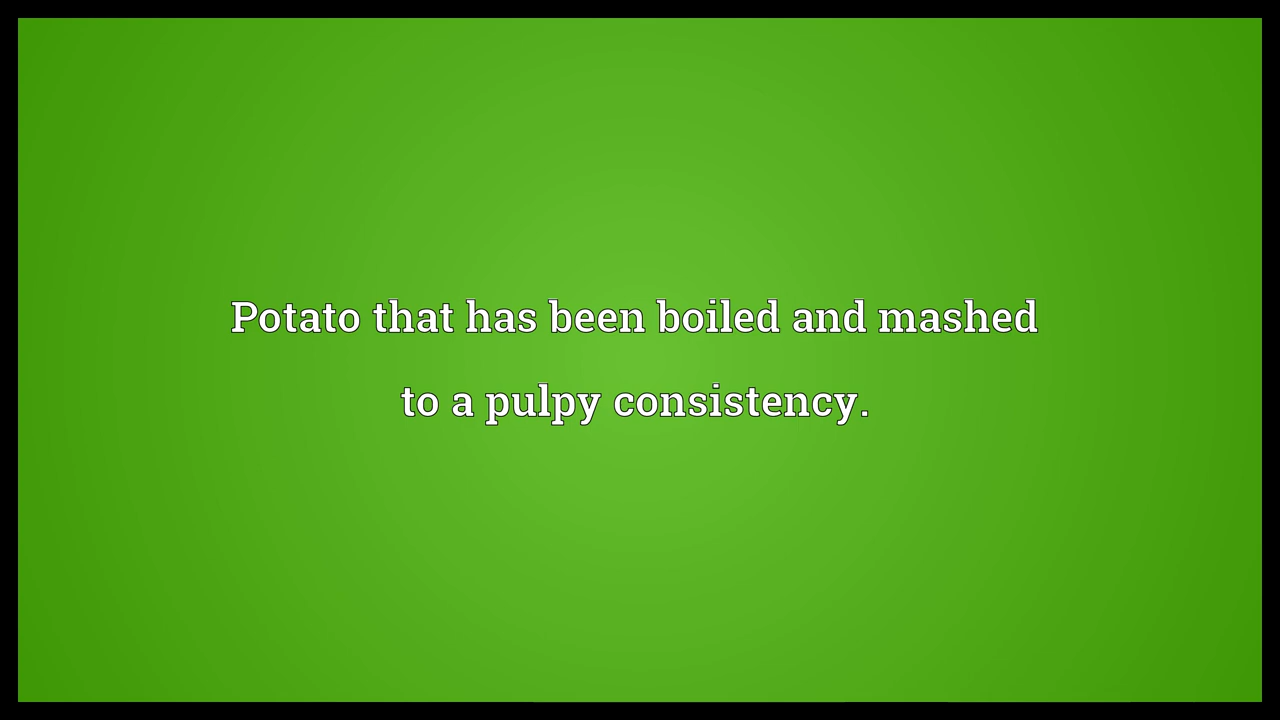 Potato that has been boiled and mashed
to a pulpy consistency.